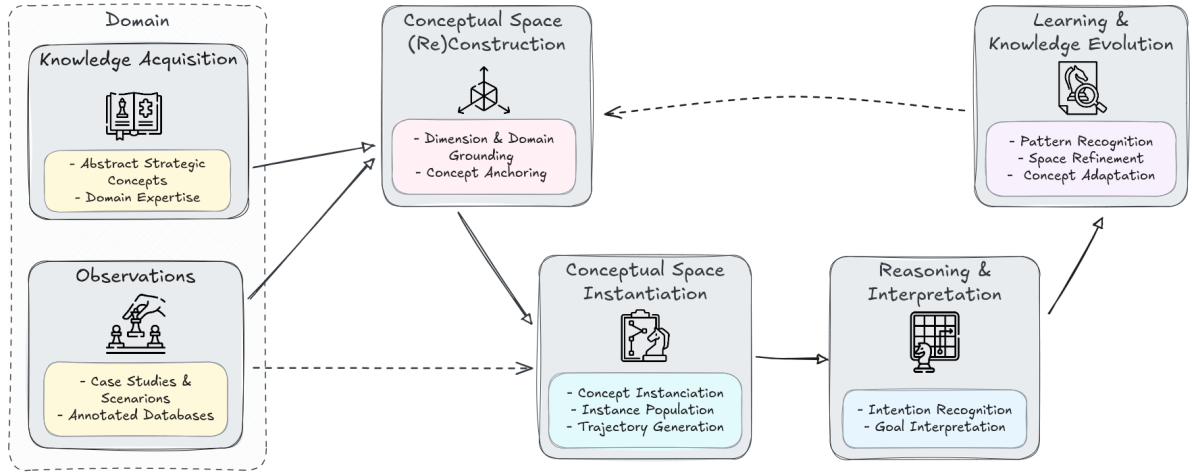 Domain
Knowledge Acquisition
- Abstract Strategic
Concepts
- Domain Expertise
Observations
- Case Studies &
Scenarions
- Annotated Databases
Conceptual Space
(Re)Construction
- Dimension & Domain
Grounding
- Concept Anchoring
Conceptual Space
Instantiation
- Concept Instanciation
- Instance Population
- Trajectory Generation
Reasoning &
Interpretation
- Intention Recognition
- Goal Interpretation
Learning &
Knowledge Evolution
- Pattern Recognition
- Space Refinement
- Concept Adaptation